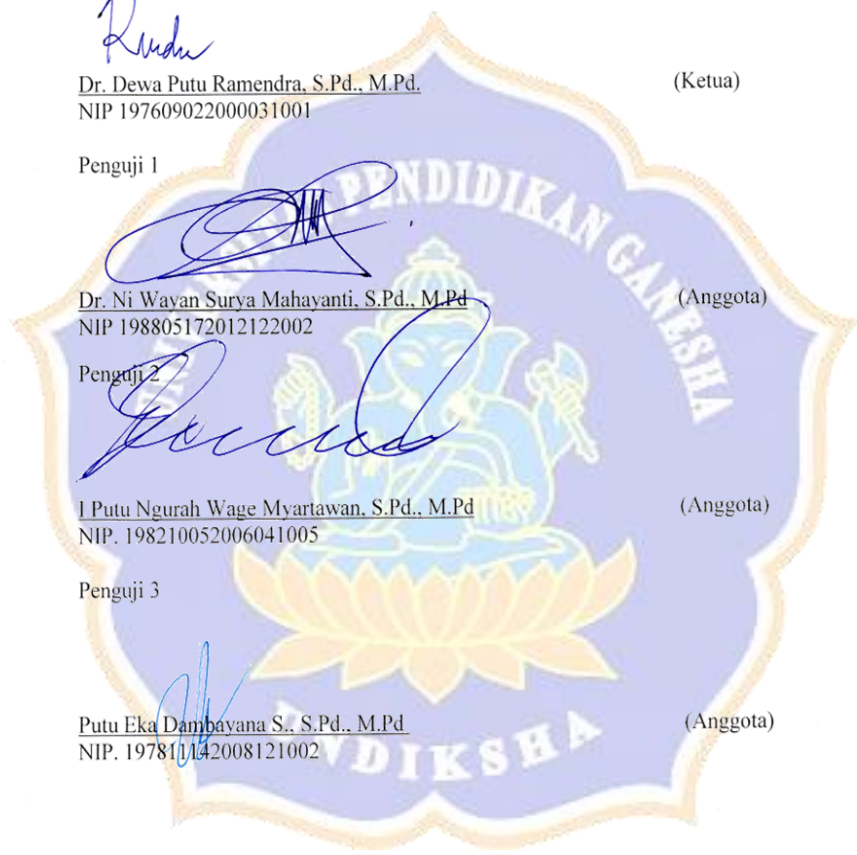 Dr. Dewa Putu Ramendra, S.Pd., M.Pd. (Ketua)
NIP 197609022000031001
Penguji 1
UNIVERSITAS PENDIDIKAN GANESHA
Dr. Ni Wayan Surya Mahayanti, S.Pd., M.Pd (Anggota)
NIP 198805172012122002
Penguji 2
I Putu Ngurah Wage Myartawan, S.Pd., M.Pd (Anggota)
NIP. 198210052006041005
Penguji 3
Putu Eka Dambayana S., S.Pd., M.Pd (Anggota)
NIP. 197811142008121002
UNDIKSHA